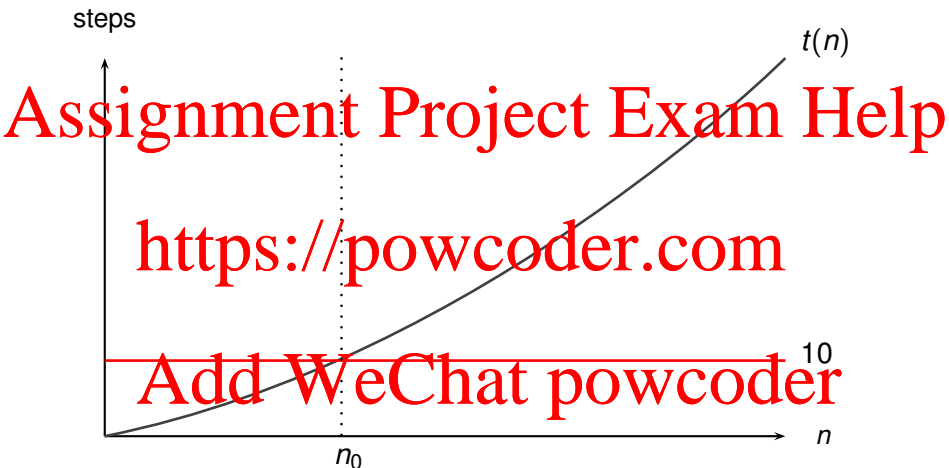 steps
t(n)
Assignment Project Exam Help
https://powcoder.com
10
Add WeChat powcoder
n
n₀